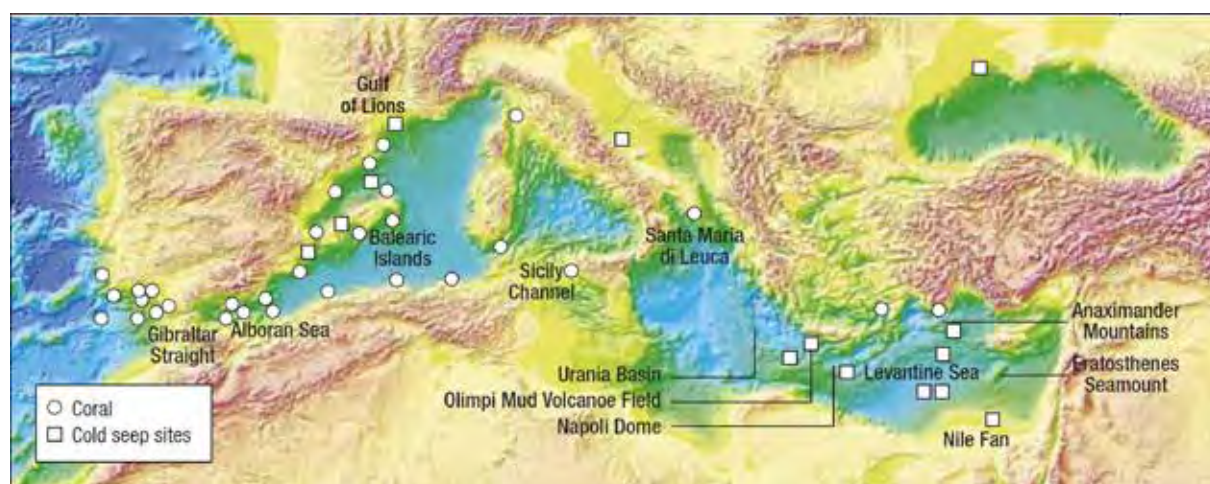 Gulf
of Lions
Balearic
Islands
Santa Maria
di Leuca
Sicily
Channel
Gibraltar
Straight
Alboran Sea
Anaximander
Mountains
Urania Basin
Levantine Sea
Eratosthenes
Seamount
Olimpi Mud Volcanoe Field
Napoli Dome
Nile Fan
Coral
Cold seep sites